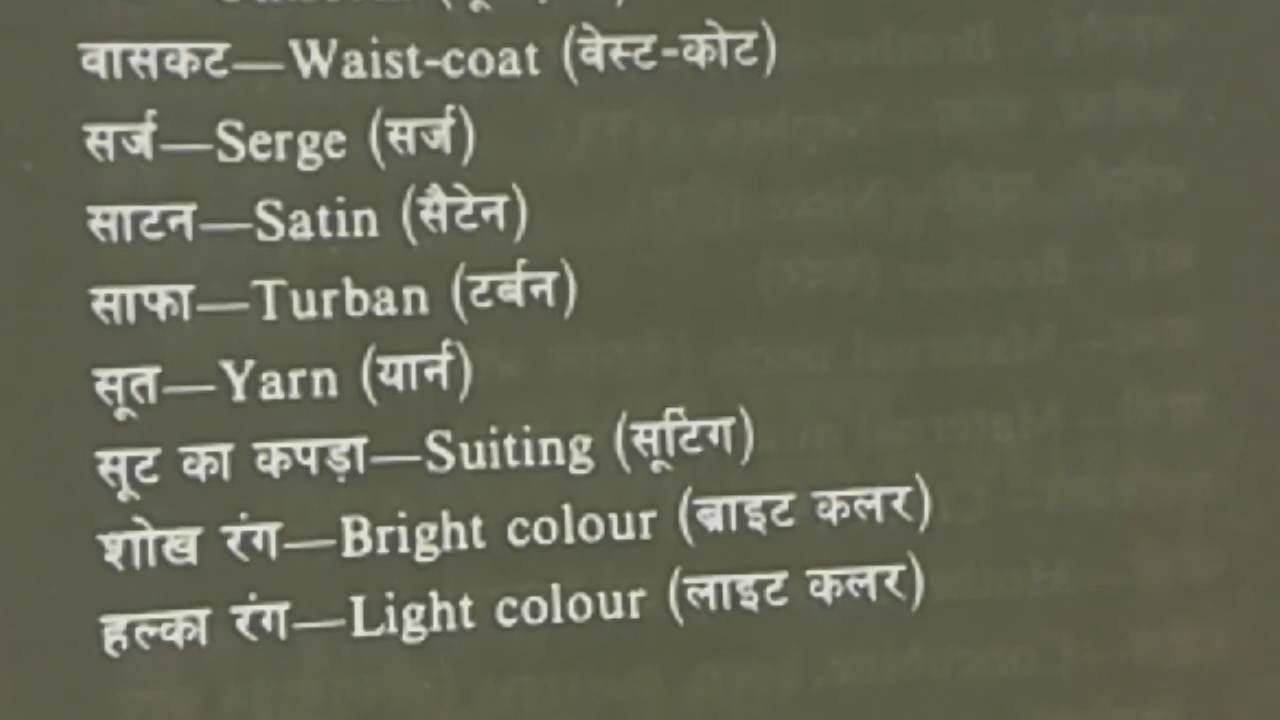 वासकट—Waist-coat (वेस्ट-कोट)
सर्ज—Serge (सर्ज)
साटन—Satin (सैटेन)
साफा—Turban (टर्बन)
सूत—Yarn (यार्न)
सूट का कपड़ा—Suiting (सूटिंग)
शोख रंग—Bright colour (ब्राइट कलर)
हल्का रंग—Light colour (लाइट कलर)